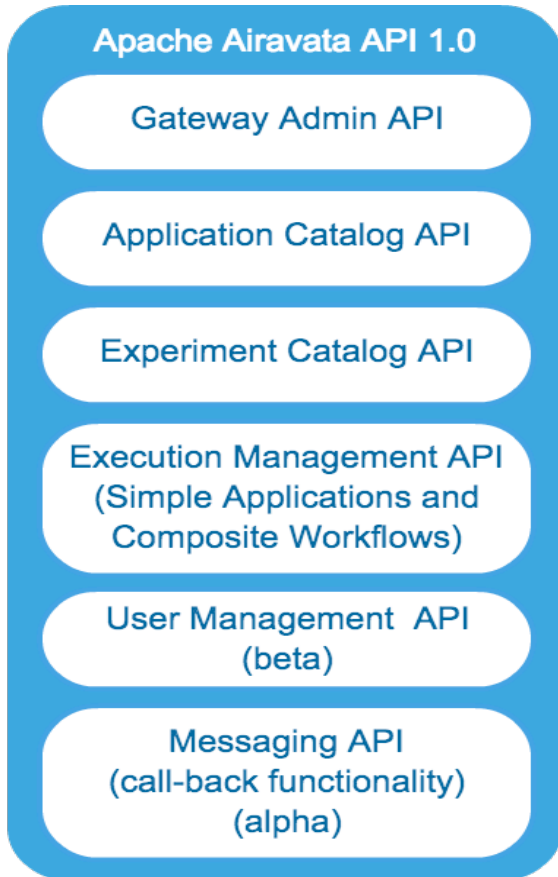 Apache Airavata API 1.0
Gateway Admin API
Application Catalog API
Experiment Catalog API
Execution Management API
(Simple Applications and
Composite Workflows)
User Management API
(beta)
Messaging API
(call-back functionality)
(alpha)